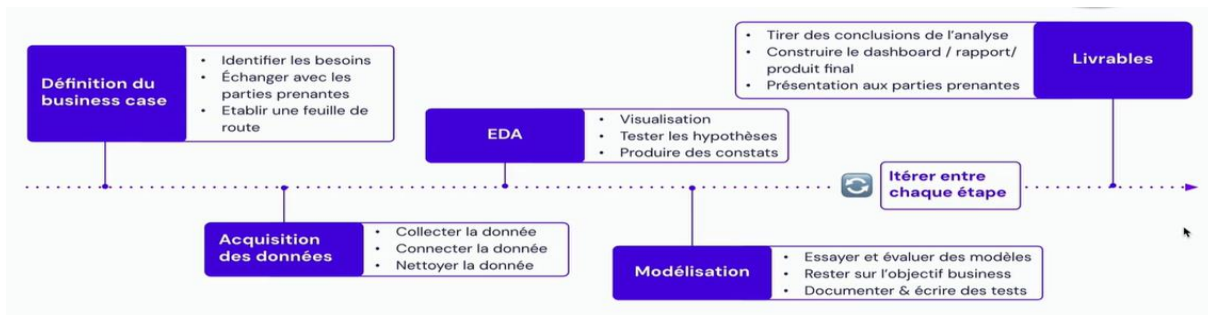 Définition du
business case
• Identifier les besoins
• Échanger avec les
parties prenantes
• Etablir une feuille de
route
Acquisition
des données
• Collecter la donnée
• Connecter la donnée
• Nettoyer la donnée
EDA
• Visualisation
• Tester les hypothèses
• Produire des constats
Modélisation
• Essayer et évaluer des modèles
• Rester sur l'objectif business
• Documenter & écrire des tests
Itérer entre
chaque étape
• Tirer des conclusions de l'analyse
• Construire le dashboard / rapport/
produit final
• Présentation aux parties prenantes
Livrables